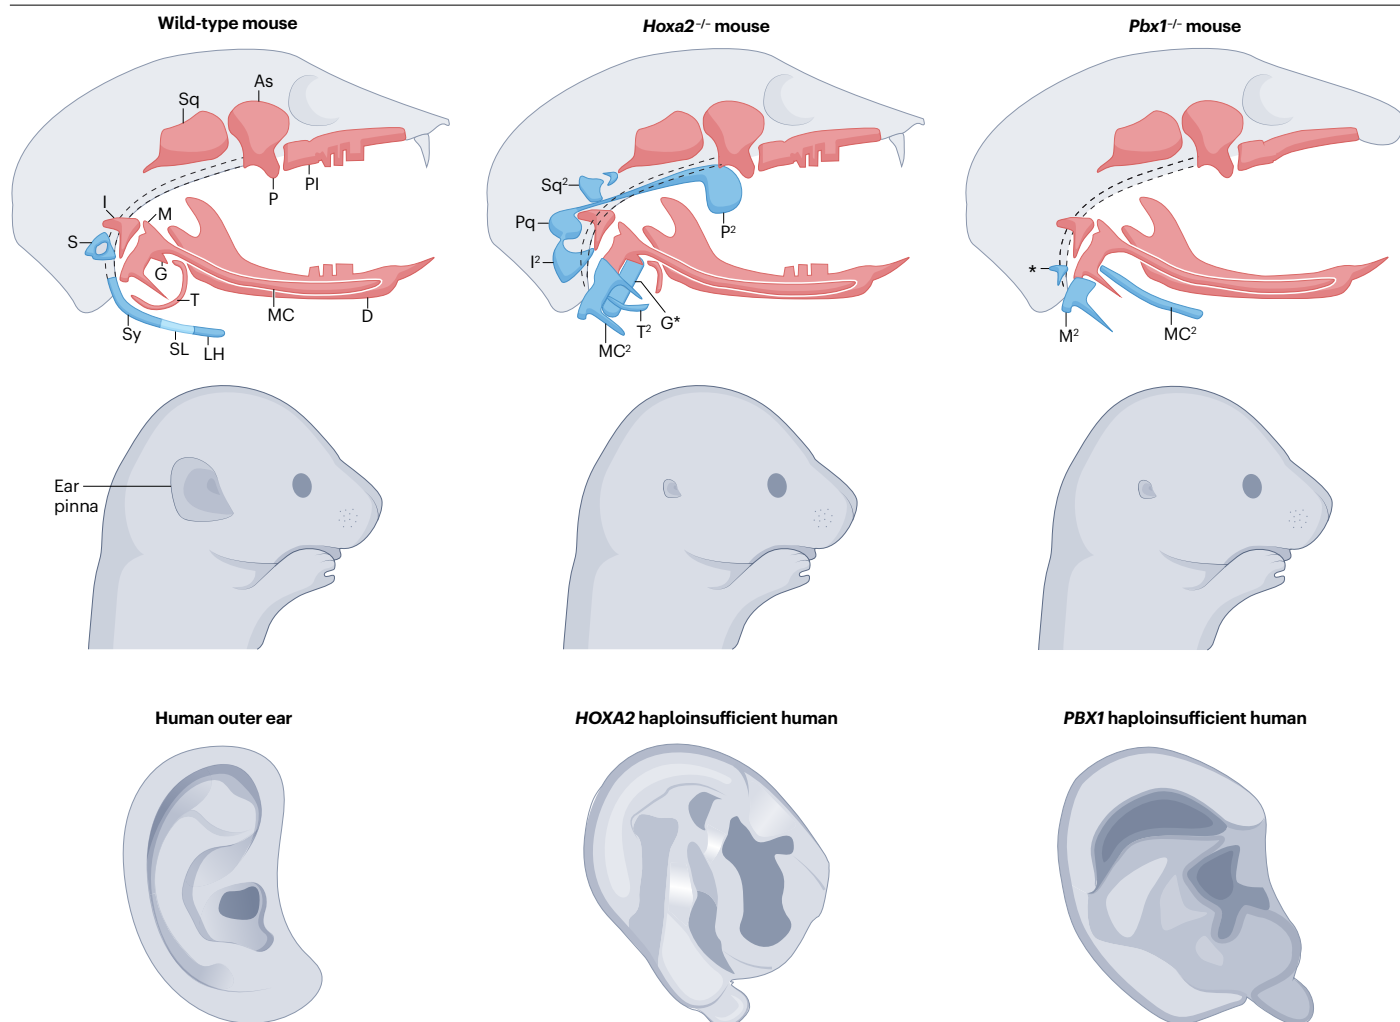 Wild-type mouse
Hoxa2⁻/⁻ mouse
Pbx1⁻/⁻ mouse
As
Sq
P
PI
I
M
S
G
T
MC
D
Sy
SL
LH
Sq²
Pq
P²
I²
G*
T²
MC²
*
M²
MC²
Ear
pinna
Human outer ear
HOXA2 haploinsufficient human
PBX1 haploinsufficient human